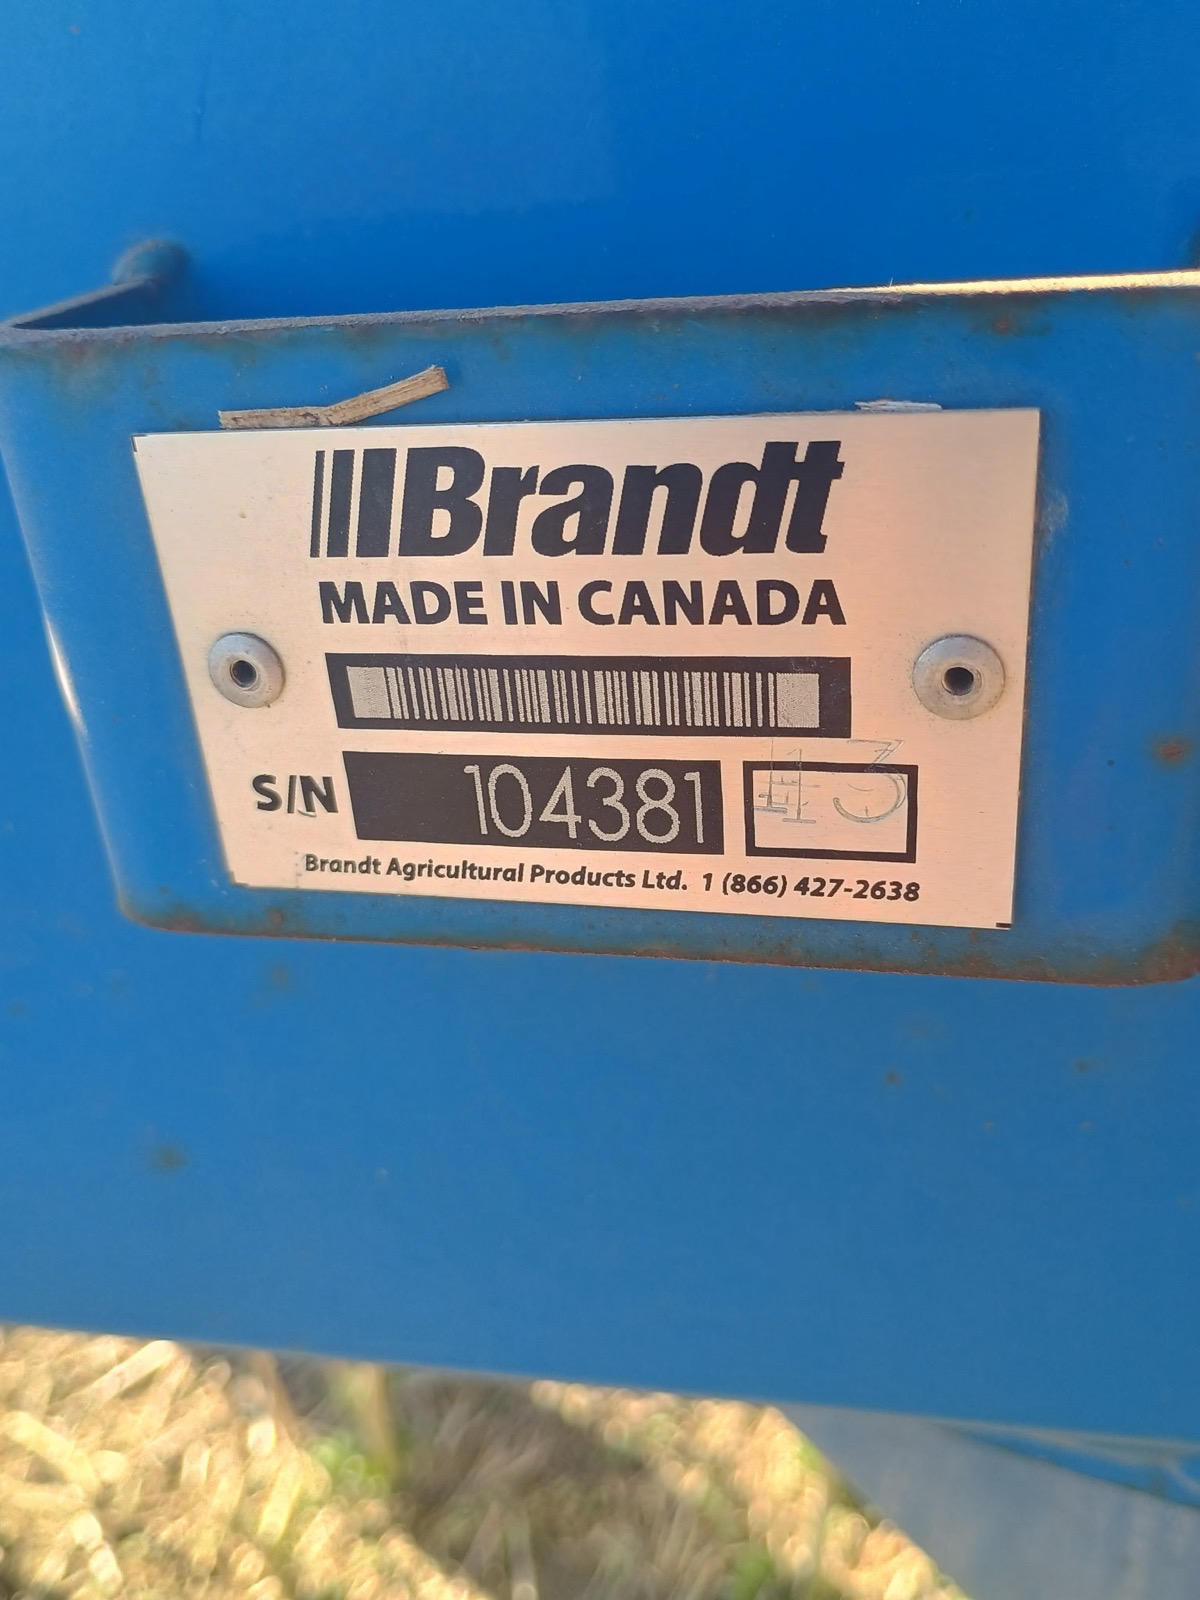 Brandt
MADE IN CANADA
S/N 104381
Brandt Agricultural Products Ltd. 1 (866) 427-2638